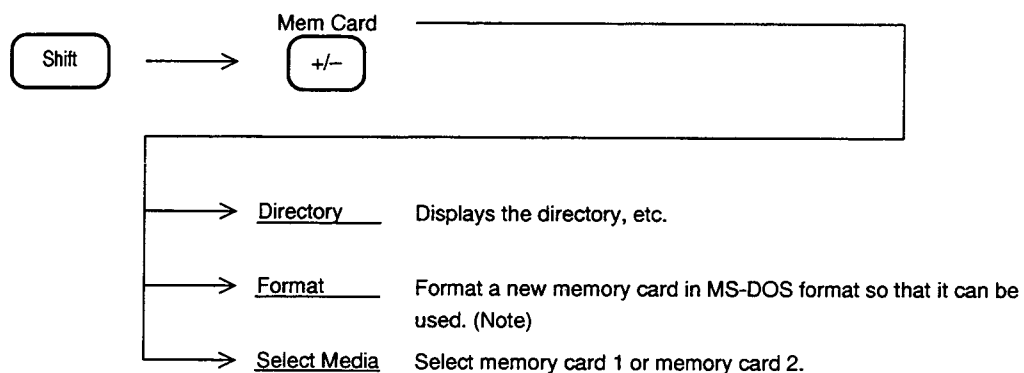 Mem Card
Shift
+/–
Directory Displays the directory, etc.
Format Format a new memory card in MS-DOS format so that it can be
used. (Note)
Select Media Select memory card 1 or memory card 2.